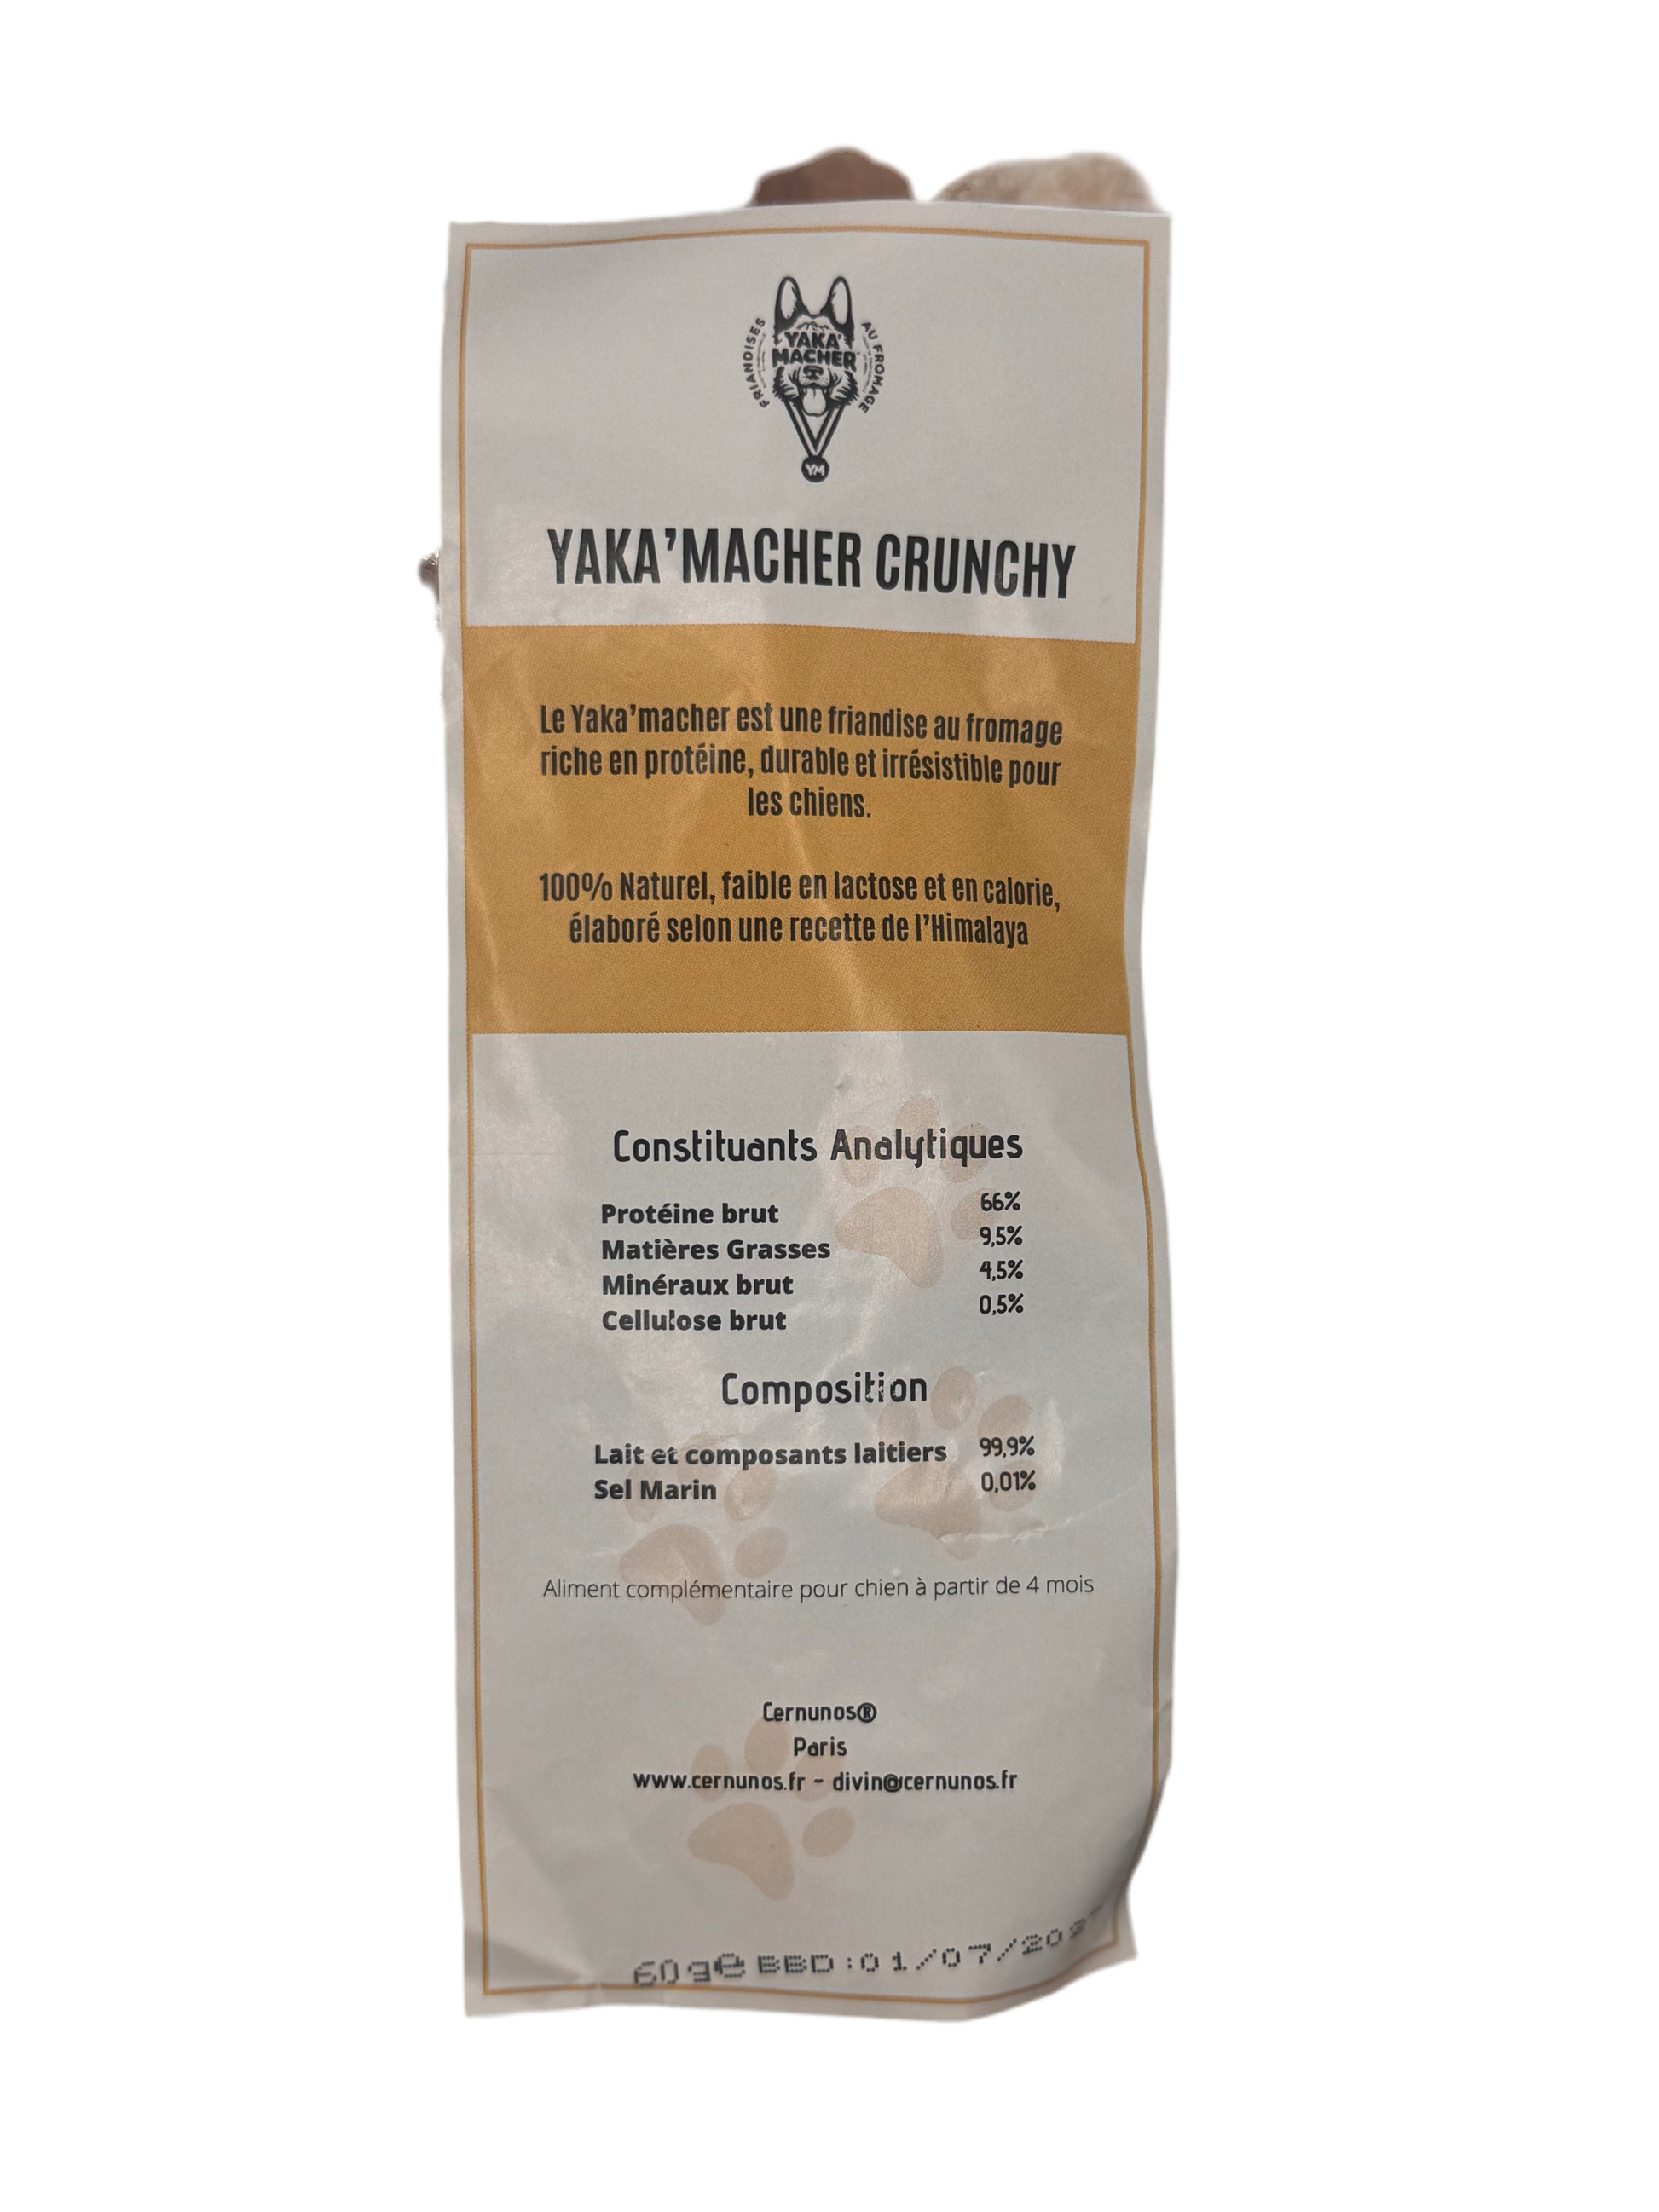 FRIANDISES
AU FROMAGE
YAKA'
MACHER
YM
YAKA'MACHER CRUNCHY
Le Yaka'macher est une friandise au fromage
riche en protéine, durable et irrésistible pour
les chiens.
100% Naturel, faible en lactose et en calorie,
élaboré selon une recette de l'Himalaya
Constituants Analytiques
Protéine brut 66%
Matières Grasses 9,5%
Minéraux brut 4,5%
Cellulose brut 0,5%
Composition
Lait et composants laitiers 99,9%
Sel Marin 0,01%
Aliment complémentaire pour chien à partir de 4 mois
Cernunos®
Paris
www.cernunos.fr - divin@cernunos.fr
60g℮ BBD: